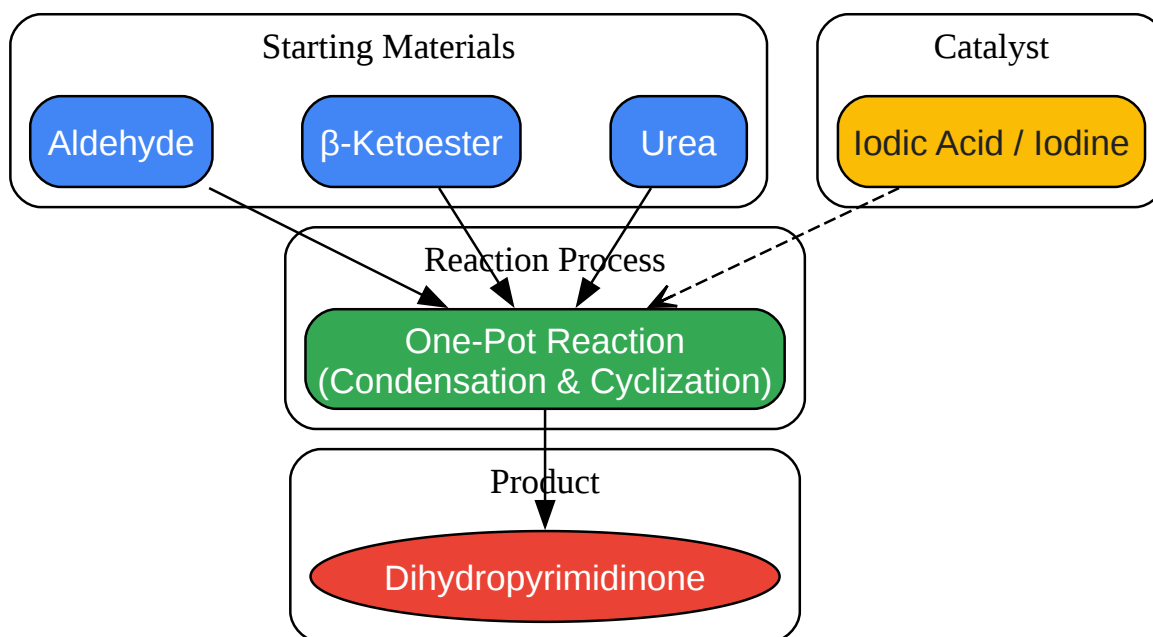 Starting Materials
Catalyst
Aldehyde
β-Ketoester
Urea
Iodic Acid / Iodine
Reaction Process
One-Pot Reaction
(Condensation & Cyclization)
Product
Dihydropyrimidinone